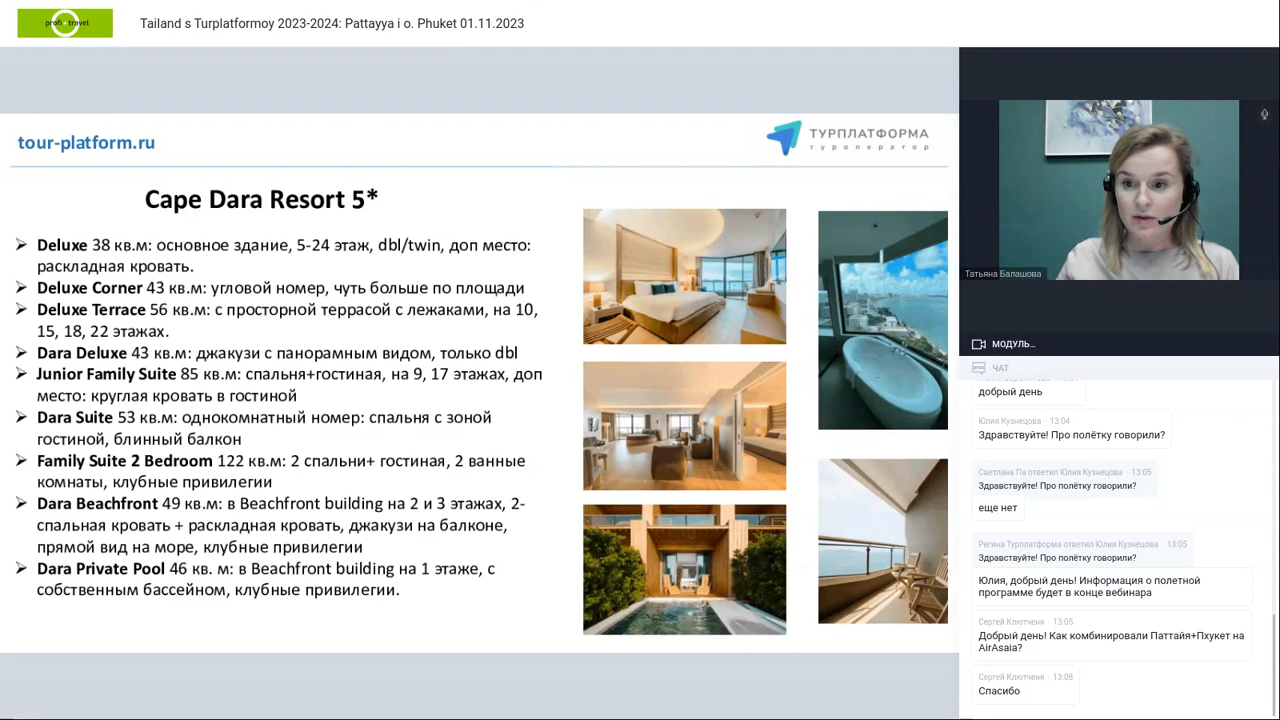 profi travel
Tailand s Turplatformoy 2023-2024: Pattayya i o. Phuket 01.11.2023
tour-platform.ru
ТУРПЛАТФОРМА
туроператор
Cape Dara Resort 5*
➢ Deluxe 38 кв.м: основное здание, 5-24 этаж, dbl/twin, доп место:
раскладная кровать.
➢ Deluxe Corner 43 кв.м: угловой номер, чуть больше по площади
➢ Deluxe Terrace 56 кв.м: с просторной террасой с лежаками, на 10,
15, 18, 22 этажах.
➢ Dara Deluxe 43 кв.м: джакузи с панорамным видом, только dbl
➢ Junior Family Suite 85 кв.м: спальня+гостиная, на 9, 17 этажах, доп
место: круглая кровать в гостиной
➢ Dara Suite 53 кв.м: однокомнатный номер: спальня с зоной
гостиной, блинный балкон
➢ Family Suite 2 Bedroom 122 кв.м: 2 спальни+ гостиная, 2 ванные
комнаты, клубные привилегии
➢ Dara Beachfront 49 кв.м: в Beachfront building на 2 и 3 этажах, 2-
спальная кровать + раскладная кровать, джакузи на балконе,
прямой вид на море, клубные привилегии
➢ Dara Private Pool 46 кв. м: в Beachfront building на 1 этаже, с
собственным бассейном, клубные привилегии.
Татьяна Балашова
МОДУЛЬ...
ЧАТ
добрый день
Юлия Кузнецова · 13:04
Здравствуйте! Про полётку говорили?
Светлана Па ответил Юлия Кузнецова · 13:05
Здравствуйте! Про полётку говорили?
еще нет
Регина Турплатформа ответил Юлия Кузнецова · 13:05
Здравствуйте! Про полётку говорили?
Юлия, добрый день! Информация о полетной
программе будет в конце вебинара
Сергей Клютченя · 13:05
Добрый день! Как комбинировали Паттайя+Пхукет на
AirAsaia?
Сергей Клютченя · 13:08
Спасибо